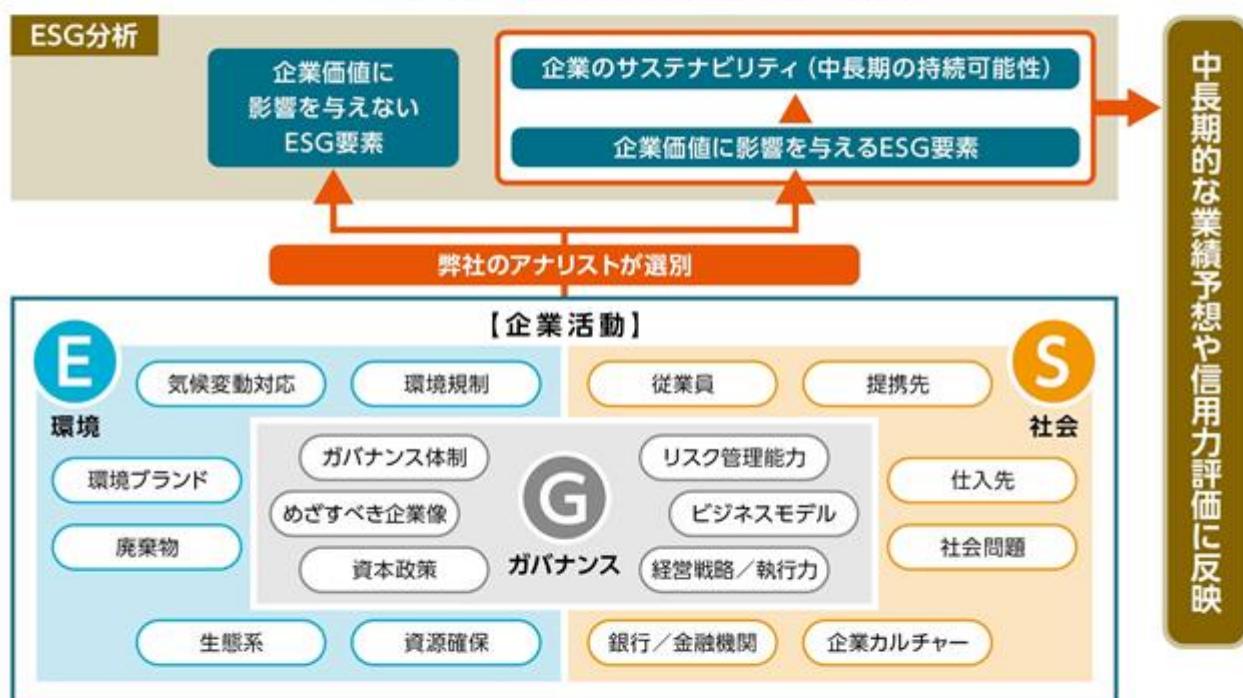 ESG分析
企業価値に
影響を与えない
ESG要素
企業のサステナビリティ（中長期の持続可能性）
企業価値に影響を与えるESG要素
中長期的な業績予想や信用力評価に反映
弊社のアナリストが選別
【企業活動】
E
環境
S
社会
気候変動対応
環境規制
従業員
提携先
環境ブランド
廃棄物
ガバナンス体制
めざすべき企業像
資本政策
G
ガバナンス
リスク管理能力
ビジネスモデル
経営戦略／執行力
仕入先
社会問題
生態系
資源確保
銀行／金融機関
企業カルチャー